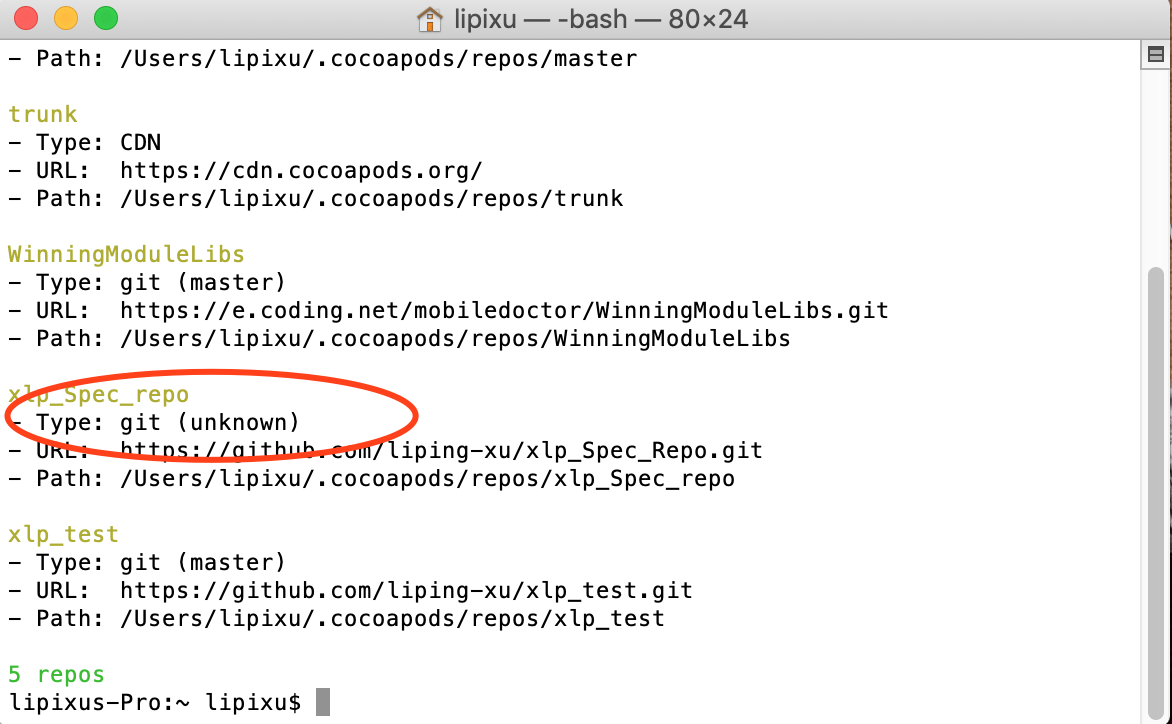 lipixu — -bash — 80×24
- Path: /Users/lipixu/.cocoapods/repos/master
trunk
- Type: CDN
- URL:  https://cdn.cocoapods.org/
- Path: /Users/lipixu/.cocoapods/repos/trunk
WinningModuleLibs
- Type: git (master)
- URL:  https://e.coding.net/mobiledoctor/WinningModuleLibs.git
- Path: /Users/lipixu/.cocoapods/repos/WinningModuleLibs
xlp_Spec_repo
- Type: git (unknown)
- URL:  https://github.com/liping-xu/xlp_Spec_Repo.git
- Path: /Users/lipixu/.cocoapods/repos/xlp_Spec_repo
xlp_test
- Type: git (master)
- URL:  https://github.com/liping-xu/xlp_test.git
- Path: /Users/lipixu/.cocoapods/repos/xlp_test
5 repos
lipixus-Pro:~ lipixu$